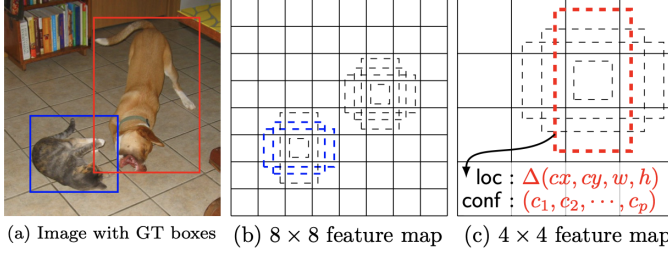 loc : Δ(cx, cy, w, h)
conf : (c₁, c₂, ⋯, cₚ)
(a) Image with GT boxes
(b) 8 × 8 feature map
(c) 4 × 4 feature map